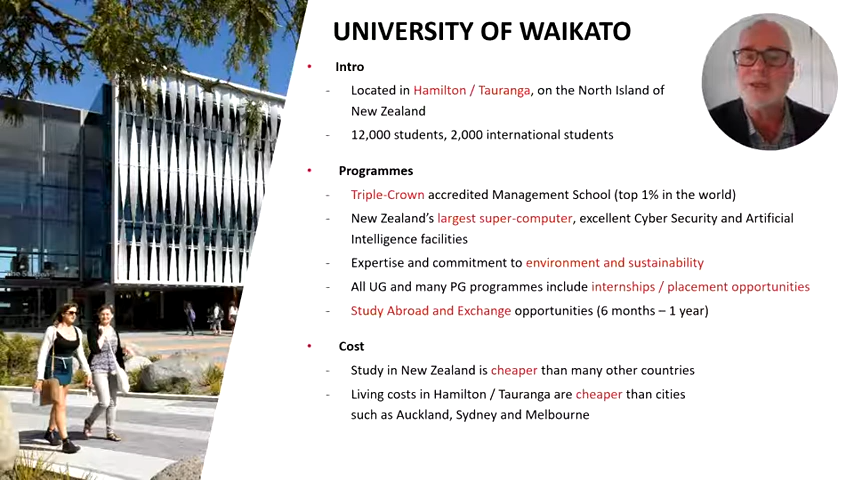 UNIVERSITY OF WAIKATO
• Intro
- Located in Hamilton / Tauranga, on the North Island of
New Zealand
- 12,000 students, 2,000 international students
• Programmes
- Triple-Crown accredited Management School (top 1% in the world)
- New Zealand's largest super-computer, excellent Cyber Security and Artificial
Intelligence facilities
- Expertise and commitment to environment and sustainability
- All UG and many PG programmes include internships / placement opportunities
- Study Abroad and Exchange opportunities (6 months – 1 year)
• Cost
- Study in New Zealand is cheaper than many other countries
- Living costs in Hamilton / Tauranga are cheaper than cities
such as Auckland, Sydney and Melbourne